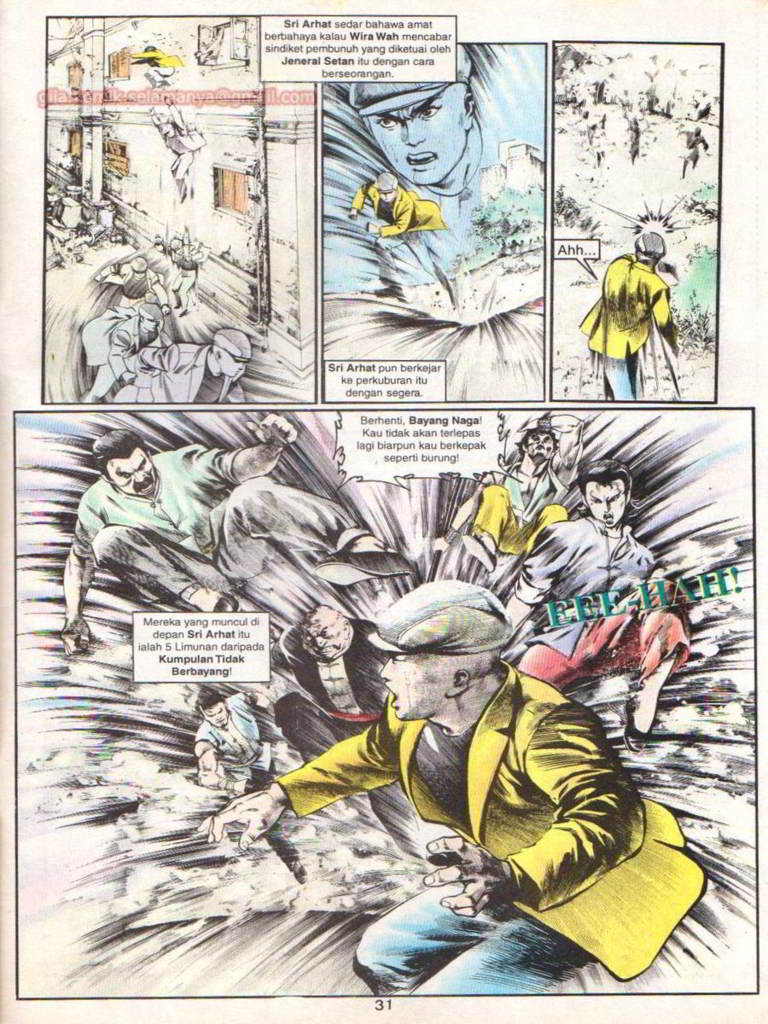 Sri Arhat sedar bahawa amat
berbahaya kalau Wira Wah mencabar
sindiket pembunuh yang diketuai oleh
Jeneral Setan itu dengan cara
berseorangan.
Sri Arhat pun berkejar
ke perkuburan itu
dengan segera.
Ahh...
Berhenti, Bayang Naga!
Kau tidak akan terlepas
lagi biarpun kau berkepak
seperti burung!
EEE-HAH!
Mereka yang muncul di
depan Sri Arhat itu
ialah 5 Limunan daripada
Kumpulan Tidak
Berbayang!
31